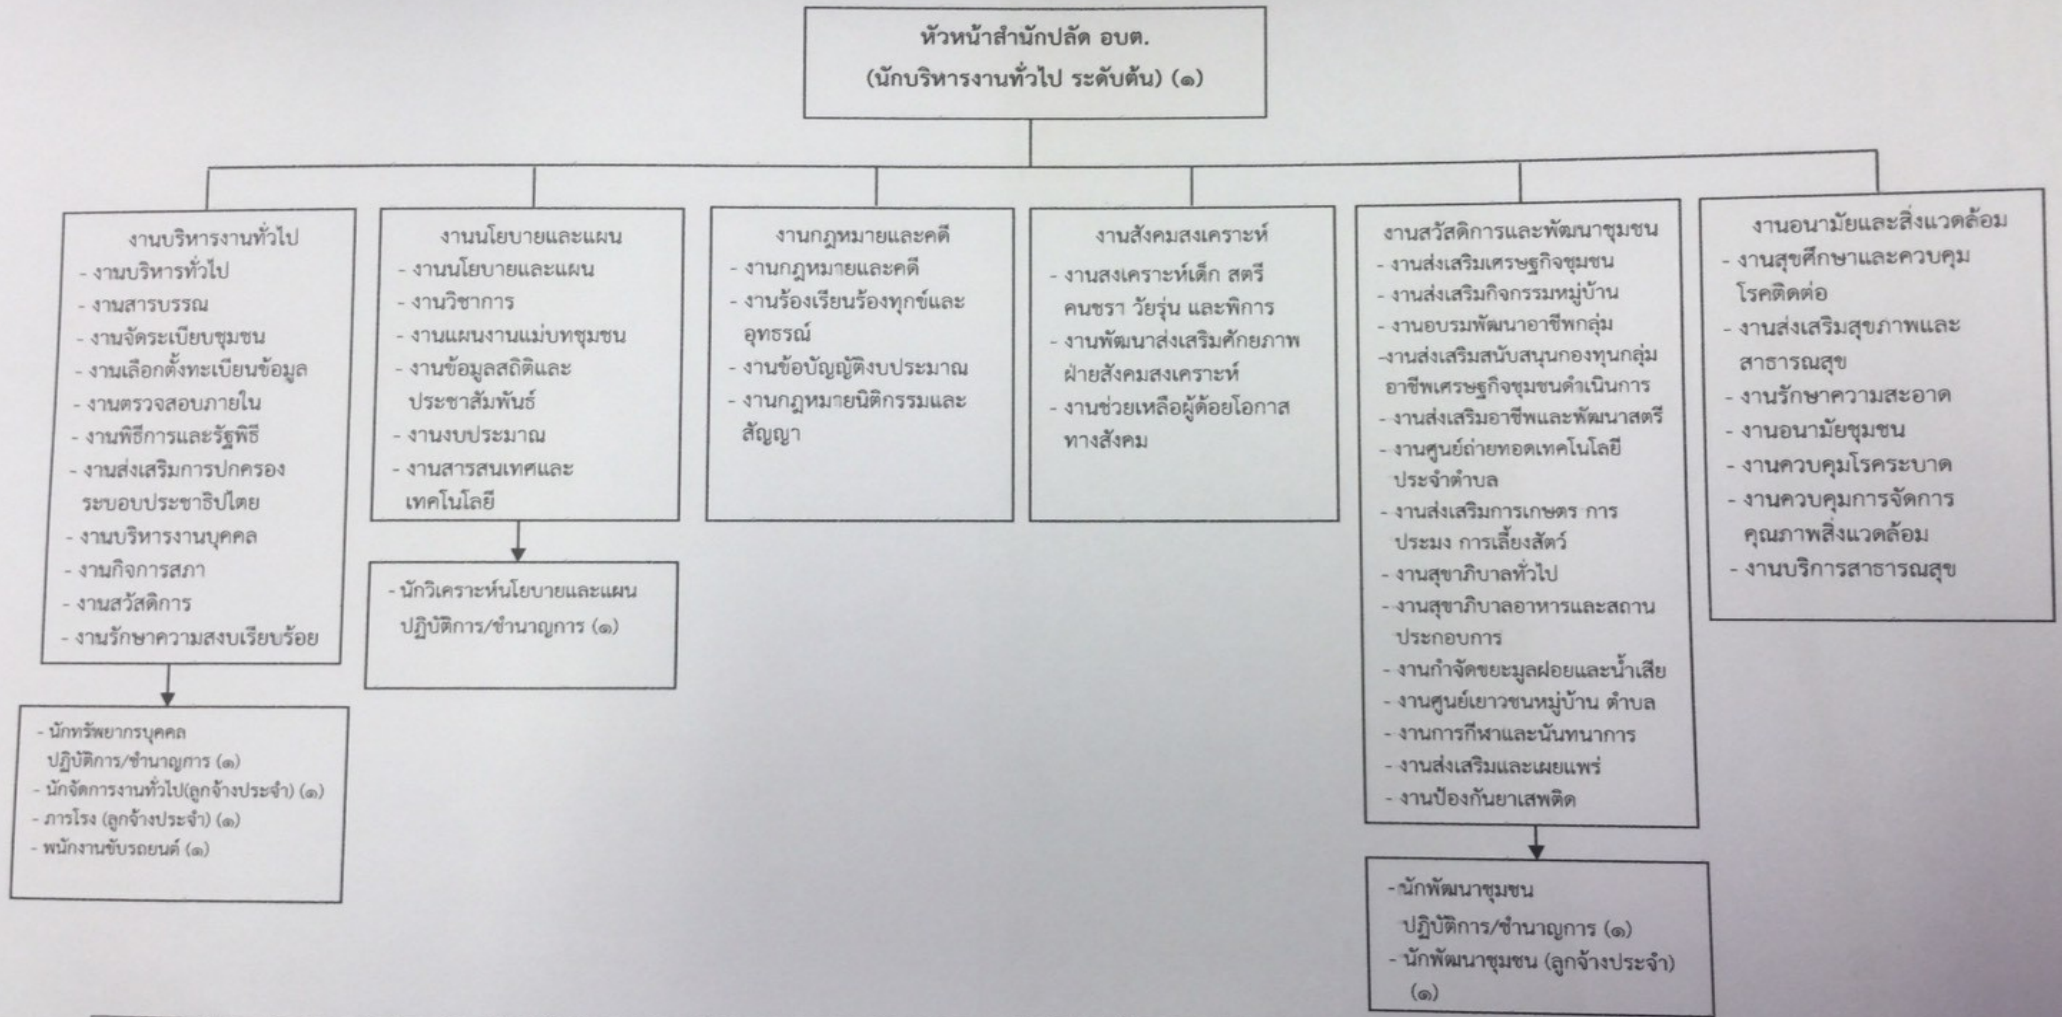 หัวหน้าสำนักปลัด อบต.
(นักบริหารงานทั่วไป ระดับต้น) (๑)
งานบริหารงานทั่วไป
- งานบริหารทั่วไป
- งานสารบรรณ
- งานจัดระเบียบชุมชน
- งานเลือกตั้งทะเบียนข้อมูล
- งานตรวจสอบภายใน
- งานพิธีการและรัฐพิธี
- งานส่งเสริมการปกครอง
ระบอบประชาธิปไตย
- งานบริหารงานบุคคล
- งานกิจการสภา
- งานสวัสดิการ
- งานรักษาความสงบเรียบร้อย
- นักทรัพยากรบุคคล
ปฏิบัติการ/ชำนาญการ (๑)
- นักจัดการงานทั่วไป(ลูกจ้างประจำ) (๑)
- ภารโรง (ลูกจ้างประจำ) (๑)
- พนักงานขับรถยนต์ (๑)
งานนโยบายและแผน
- งานนโยบายและแผน
- งานวิชาการ
- งานแผนงานแม่บทชุมชน
- งานข้อมูลสถิติและ
ประชาสัมพันธ์
- งานงบประมาณ
- งานสารสนเทศและ
เทคโนโลยี
- นักวิเคราะห์นโยบายและแผน
ปฏิบัติการ/ชำนาญการ (๑)
งานกฎหมายและคดี
- งานกฎหมายและคดี
- งานร้องเรียนร้องทุกข์และ
อุทธรณ์
- งานข้อบัญญัติงบประมาณ
- งานกฎหมายนิติกรรมและ
สัญญา
งานสังคมสงเคราะห์
- งานสงเคราะห์เด็ก สตรี
คนชรา วัยรุ่น และพิการ
- งานพัฒนาส่งเสริมศักยภาพ
ฝ่ายสังคมสงเคราะห์
- งานช่วยเหลือผู้ด้อยโอกาส
ทางสังคม
งานสวัสดิการและพัฒนาชุมชน
- งานส่งเสริมเศรษฐกิจชุมชน
- งานส่งเสริมกิจกรรมหมู่บ้าน
- งานอบรมพัฒนาอาชีพกลุ่ม
-งานส่งเสริมสนับสนุนกองทุนกลุ่ม
อาชีพเศรษฐกิจชุมชนดำเนินการ
- งานส่งเสริมอาชีพและพัฒนาสตรี
- งานศูนย์ถ่ายทอดเทคโนโลยี
ประจำตำบล
- งานส่งเสริมการเกษตร การ
ประมง การเลี้ยงสัตว์
- งานสุขาภิบาลทั่วไป
- งานสุขาภิบาลอาหารและสถาน
ประกอบการ
- งานกำจัดขยะมูลฝอยและน้ำเสีย
- งานศูนย์เยาวชนหมู่บ้าน ตำบล
- งานการกีฬาและนันทนาการ
- งานส่งเสริมและเผยแพร่
- งานป้องกันยาเสพติด
- นักพัฒนาชุมชน
ปฏิบัติการ/ชำนาญการ (๑)
- นักพัฒนาชุมชน (ลูกจ้างประจำ)
(๑)
งานอนามัยและสิ่งแวดล้อม
- งานสุขศึกษาและควบคุม
โรคติดต่อ
- งานส่งเสริมสุขภาพและ
สาธารณสุข
- งานรักษาความสะอาด
- งานอนามัยชุมชน
- งานควบคุมโรคระบาด
- งานควบคุมการจัดการ
คุณภาพสิ่งแวดล้อม
- งานบริการสาธารณสุข